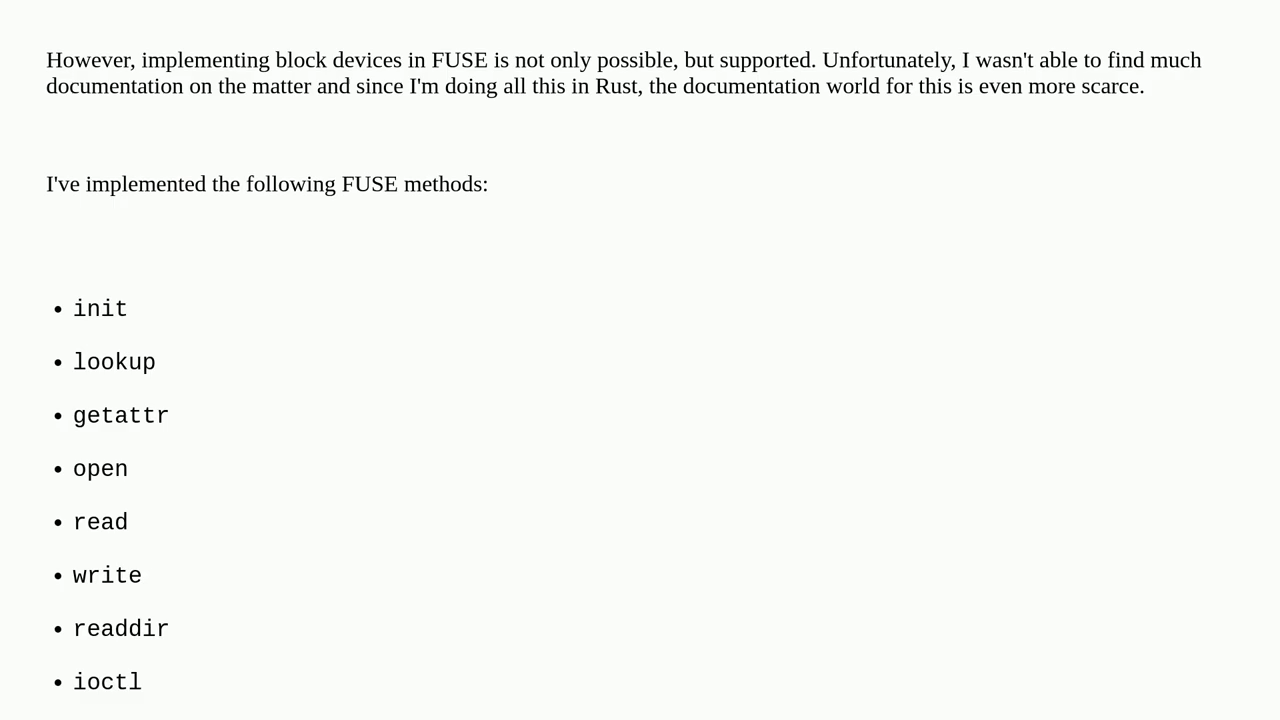 However, implementing block devices in FUSE is not only possible, but supported. Unfortunately, I wasn't able to find much
documentation on the matter and since I'm doing all this in Rust, the documentation world for this is even more scarce.
I've implemented the following FUSE methods:
• init
• lookup
• getattr
• open
• read
• write
• readdir
• ioctl